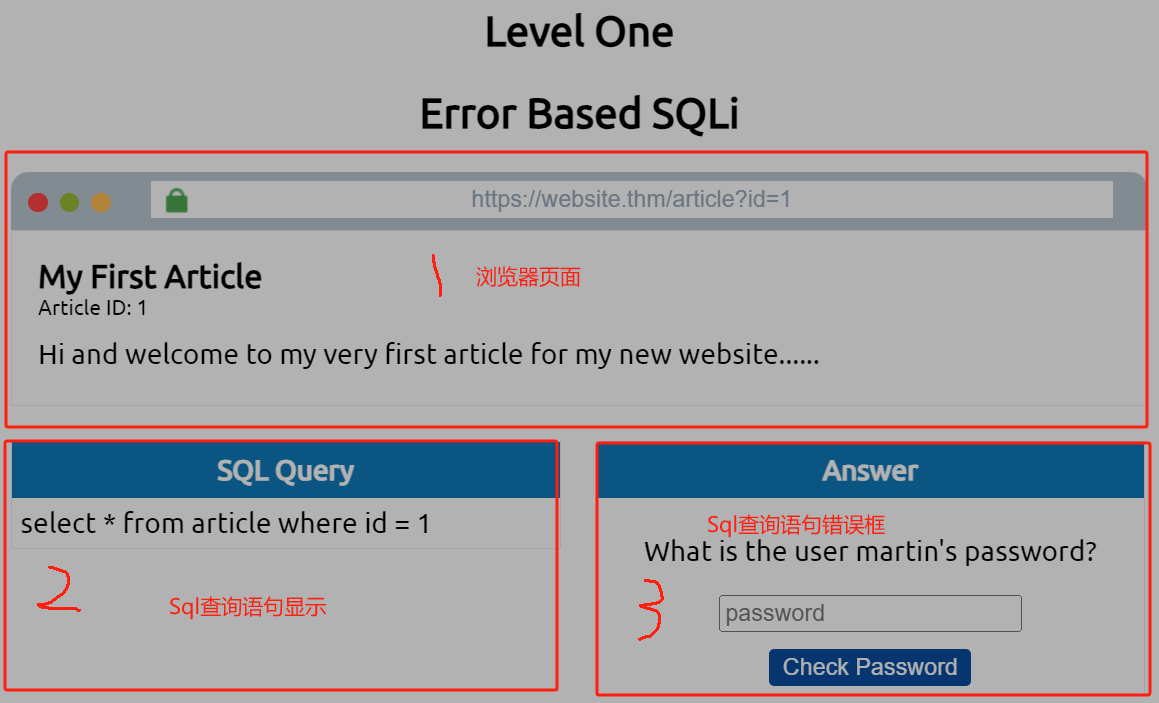 Level One
Error Based SQLi
https://website.thm/article?id=1
My First Article
Article ID: 1
1 浏览器页面
Hi and welcome to my very first article for my new website......
SQL Query
select * from article where id = 1
2 Sql查询语句显示
Answer
Sql查询语句错误框
What is the user martin's password?
3
password
Check Password